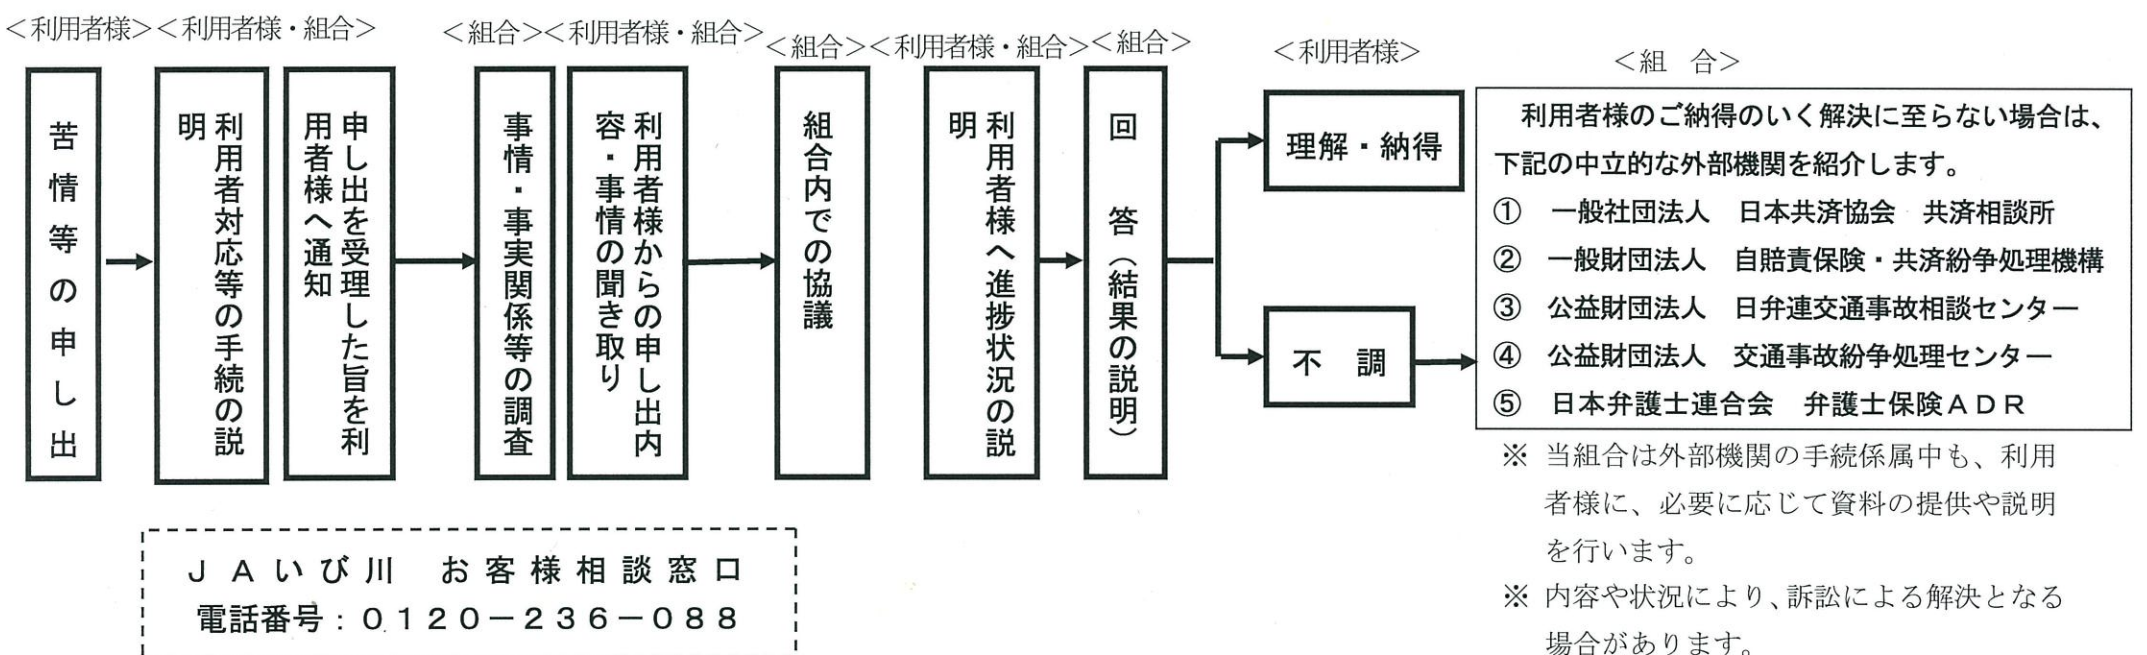 ＜利用者様＞＜利用者様・組合＞
＜組合＞＜利用者様・組合＞
＜組合＞＜利用者様・組合＞＜組合＞
＜利用者様＞
＜組　合＞
苦情等の申し出
利用者対応等の手続の説
明
申し出を受理した旨を利
用者様へ通知
事情・事実関係等の調査
利用者様からの申し出内
容・事情の聞き取り
組合内での協議
利用者様へ進捗状況の説
明
回　答（結果の説明）
理解・納得
不　調
利用者様のご納得のいく解決に至らない場合は、
下記の中立的な外部機関を紹介します。
①　一般社団法人　日本共済協会　共済相談所
②　一般財団法人　自賠責保険・共済紛争処理機構
③　公益財団法人　日弁連交通事故相談センター
④　公益財団法人　交通事故紛争処理センター
⑤　日本弁護士連合会　弁護士保険ＡＤＲ
※ 当組合は外部機関の手続係属中も、利用
者様に、必要に応じて資料の提供や説明
を行います。
※ 内容や状況により、訴訟による解決となる
場合があります。
ＪＡいび川　お客様相談窓口
電話番号：０１２０－２３６－０８８